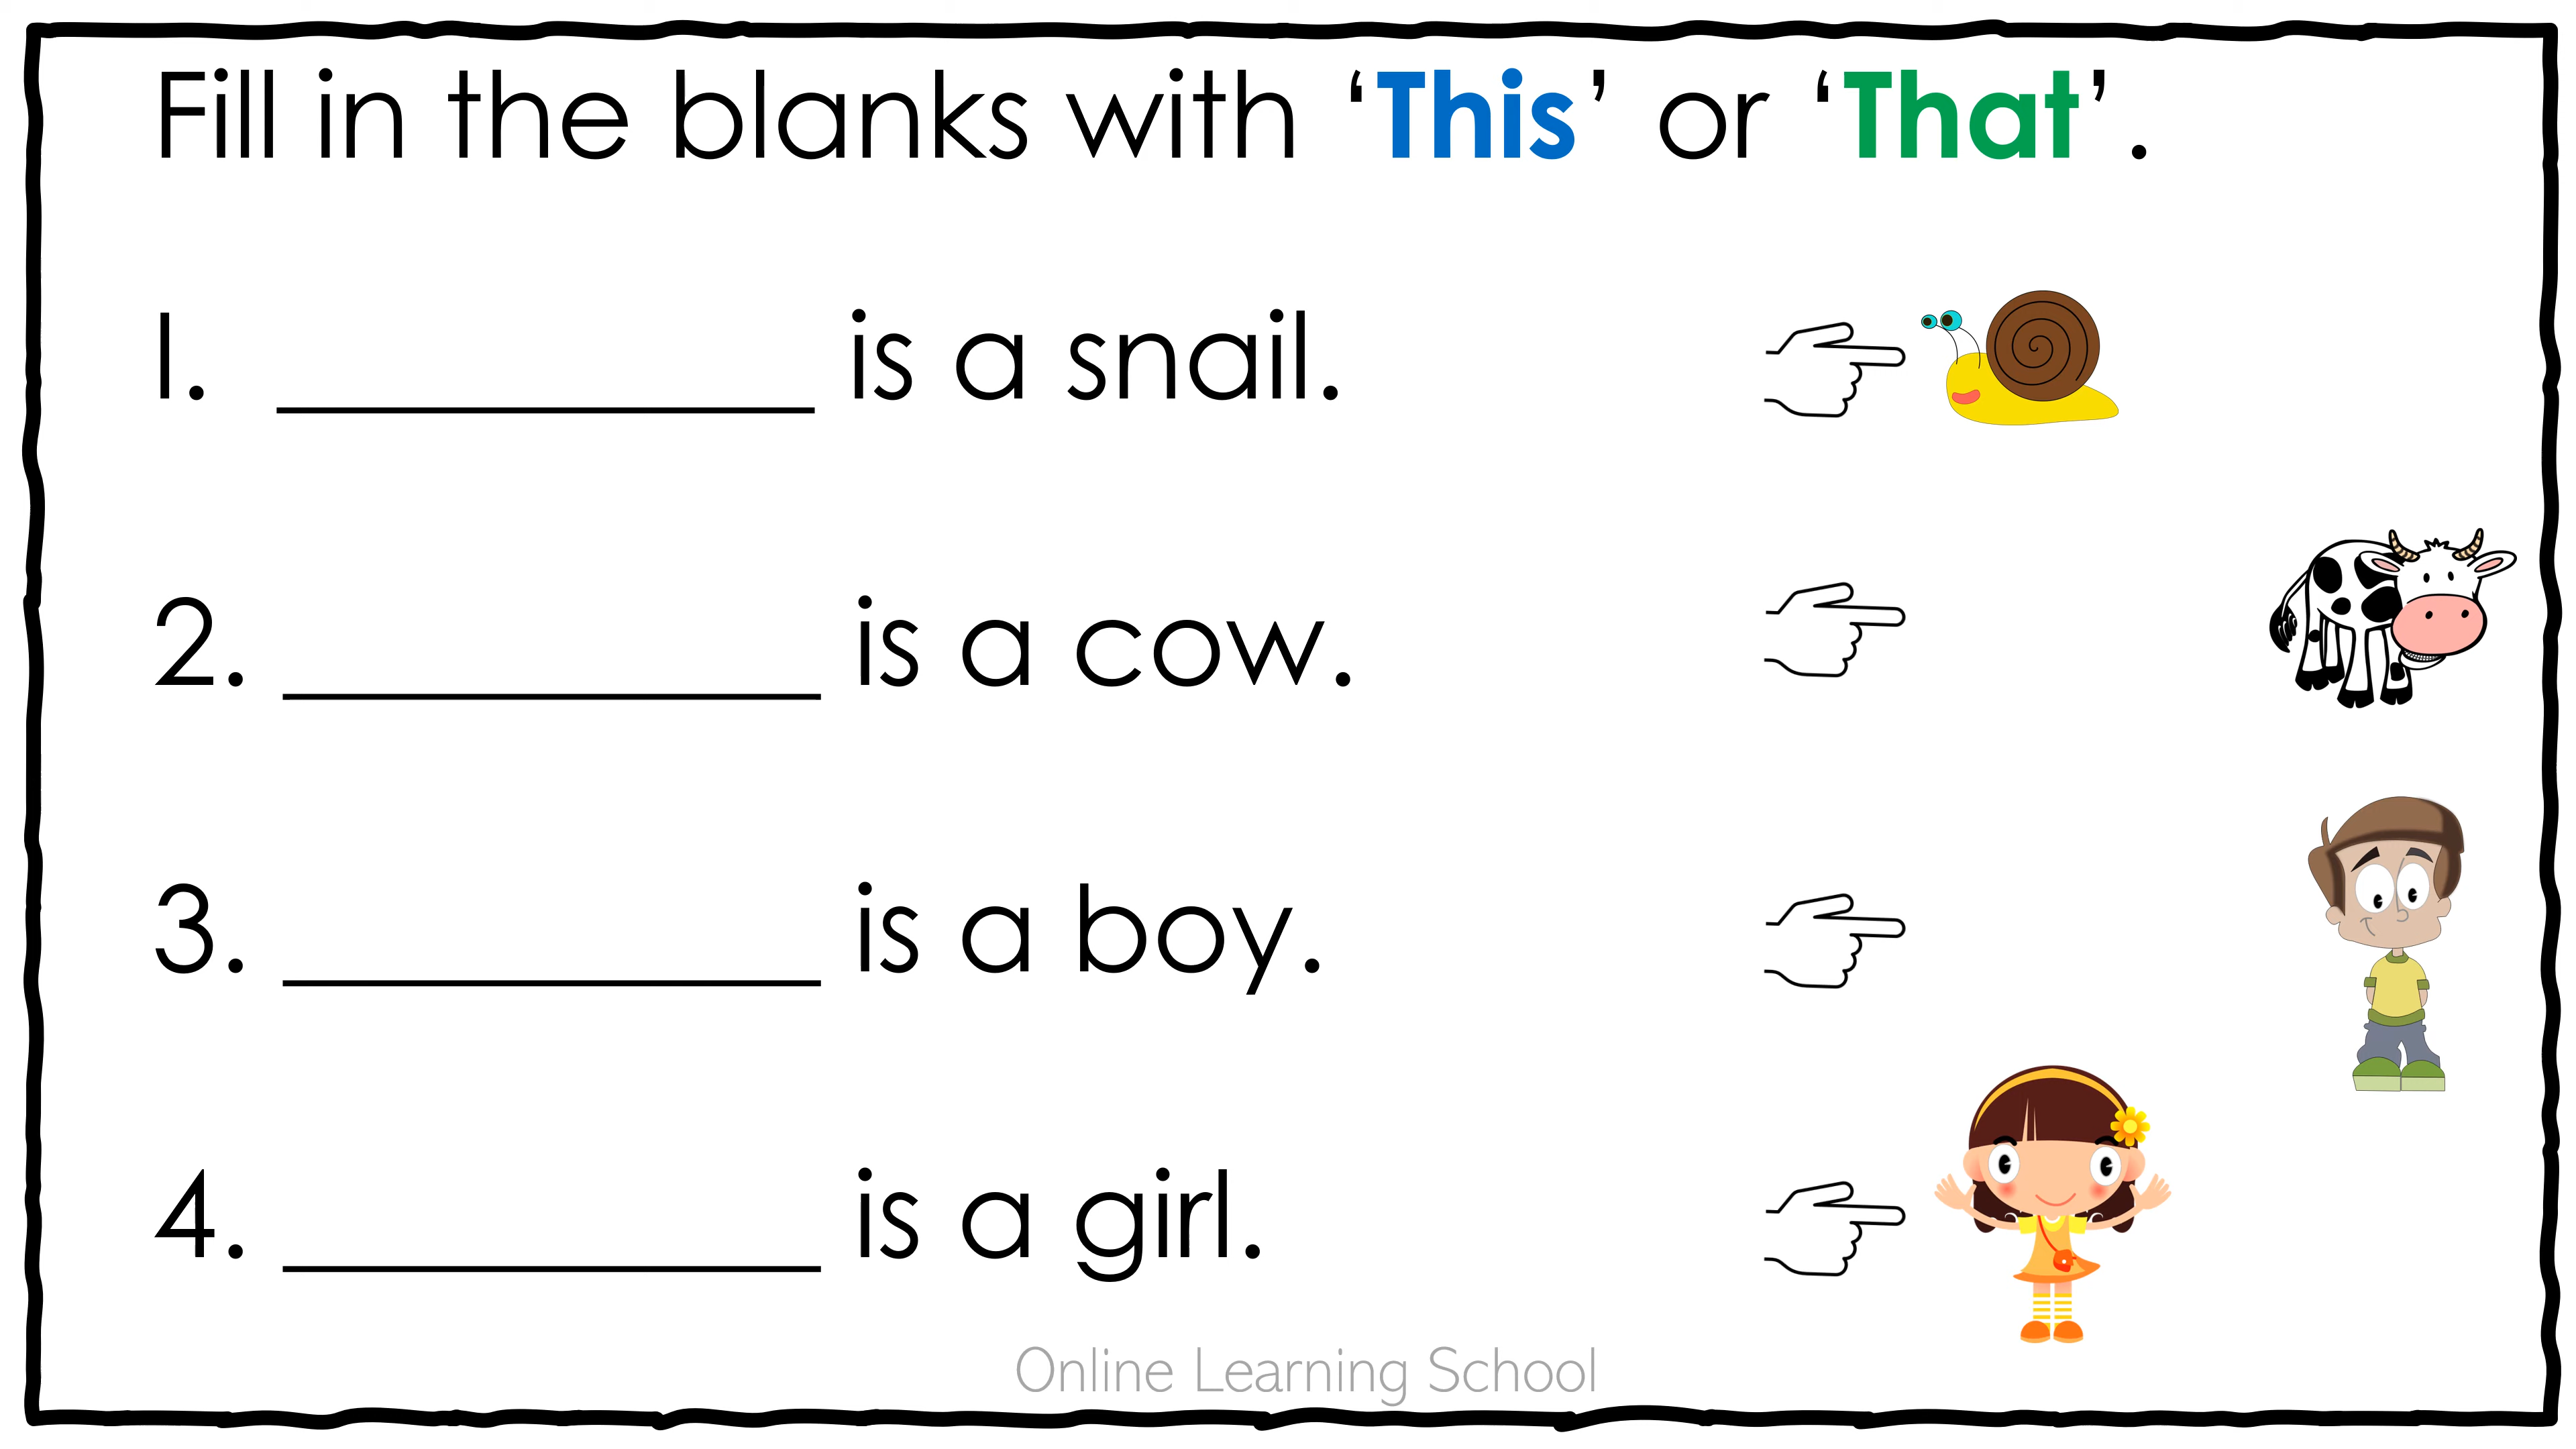 Fill in the blanks with ‘This’ or ‘That’.
1. __________ is a snail.
2. __________ is a cow.
3. __________ is a boy.
4. __________ is a girl.
Online Learning School